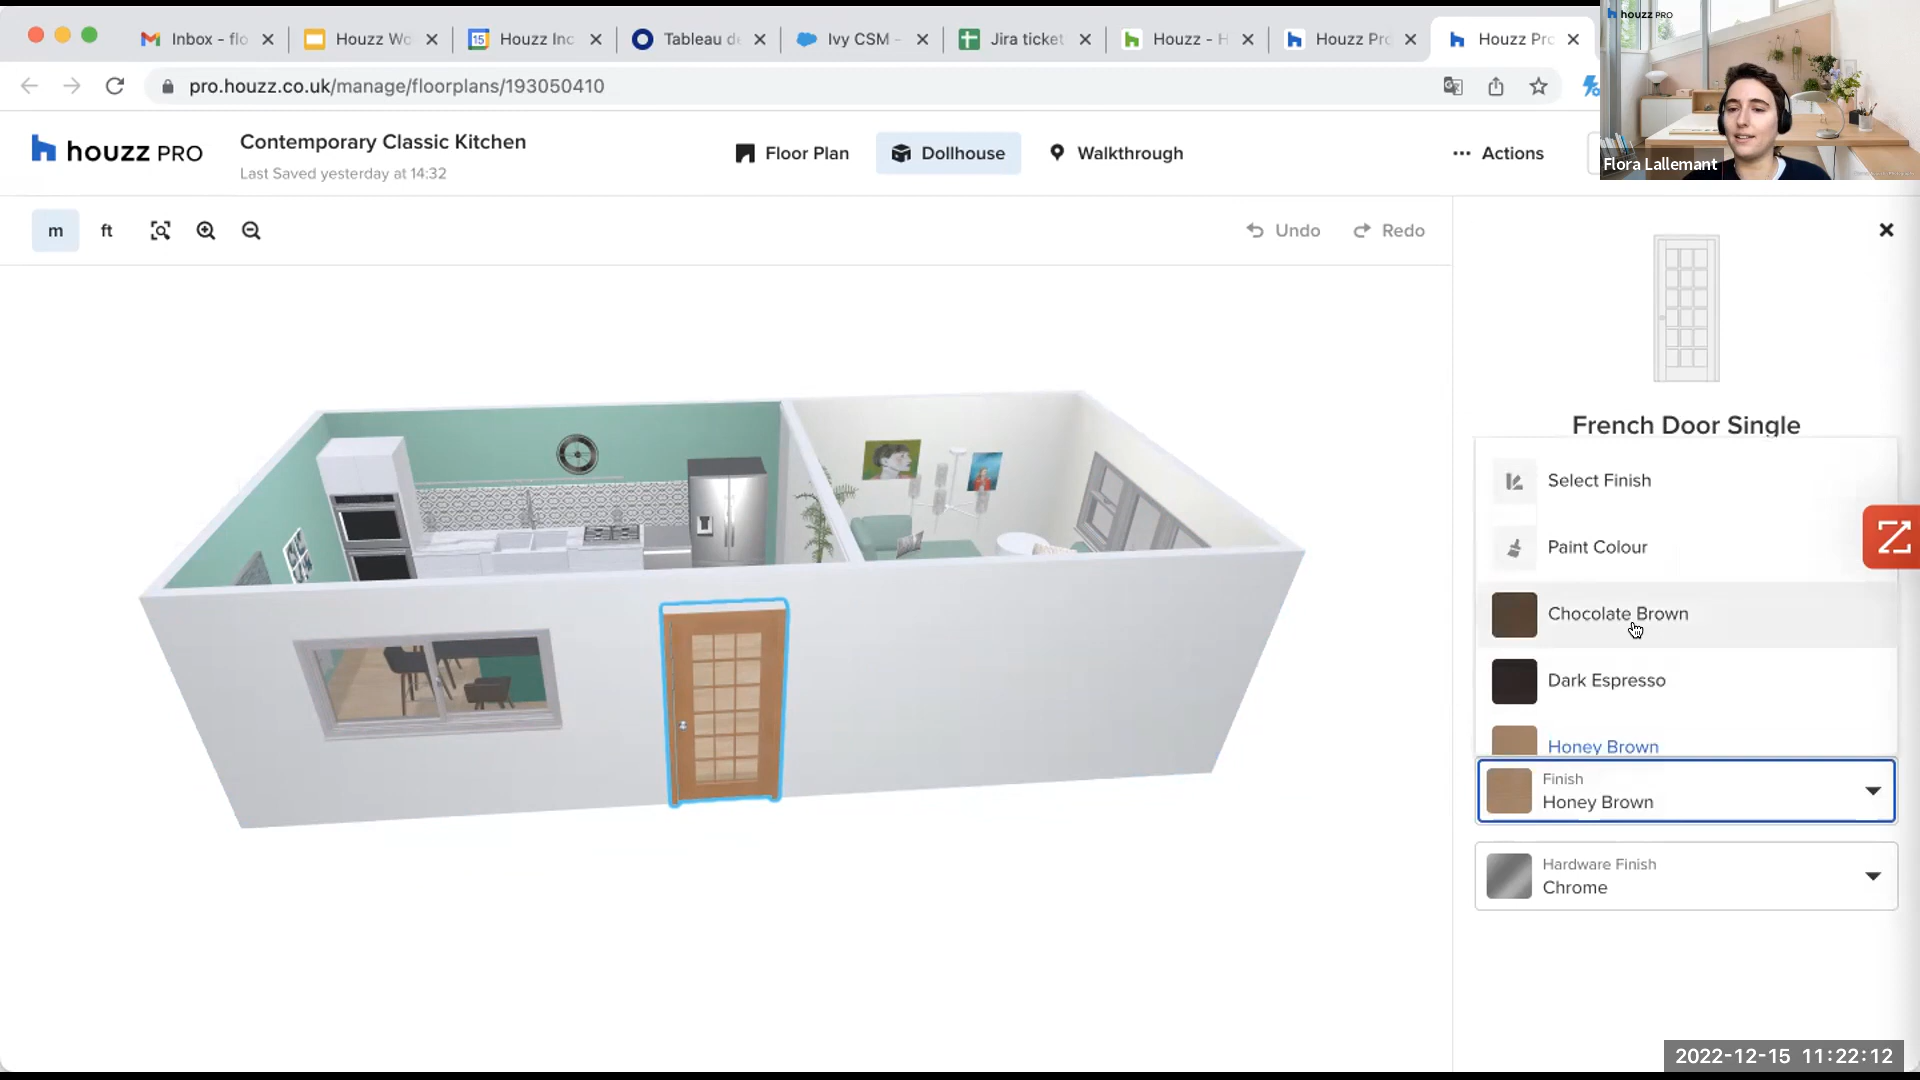 Inbox - flo
Houzz Wo
15
Houzz Inc
Tableau de
Ivy CSM -
Jira ticket
Houzz - H
Houzz Pro
Houzz Pro
houzz PRO
pro.houzz.co.uk/manage/floorplans/193050410
houzz PRO
Contemporary Classic Kitchen
Last Saved yesterday at 14:32
Floor Plan
Dollhouse
Walkthrough
Actions
Flora Lallemant
m
ft
Undo
Redo
French Door Single
Select Finish
Paint Colour
Chocolate Brown
Dark Espresso
Honey Brown
Finish
Honey Brown
Hardware Finish
Chrome
2022-12-15 11:22:12